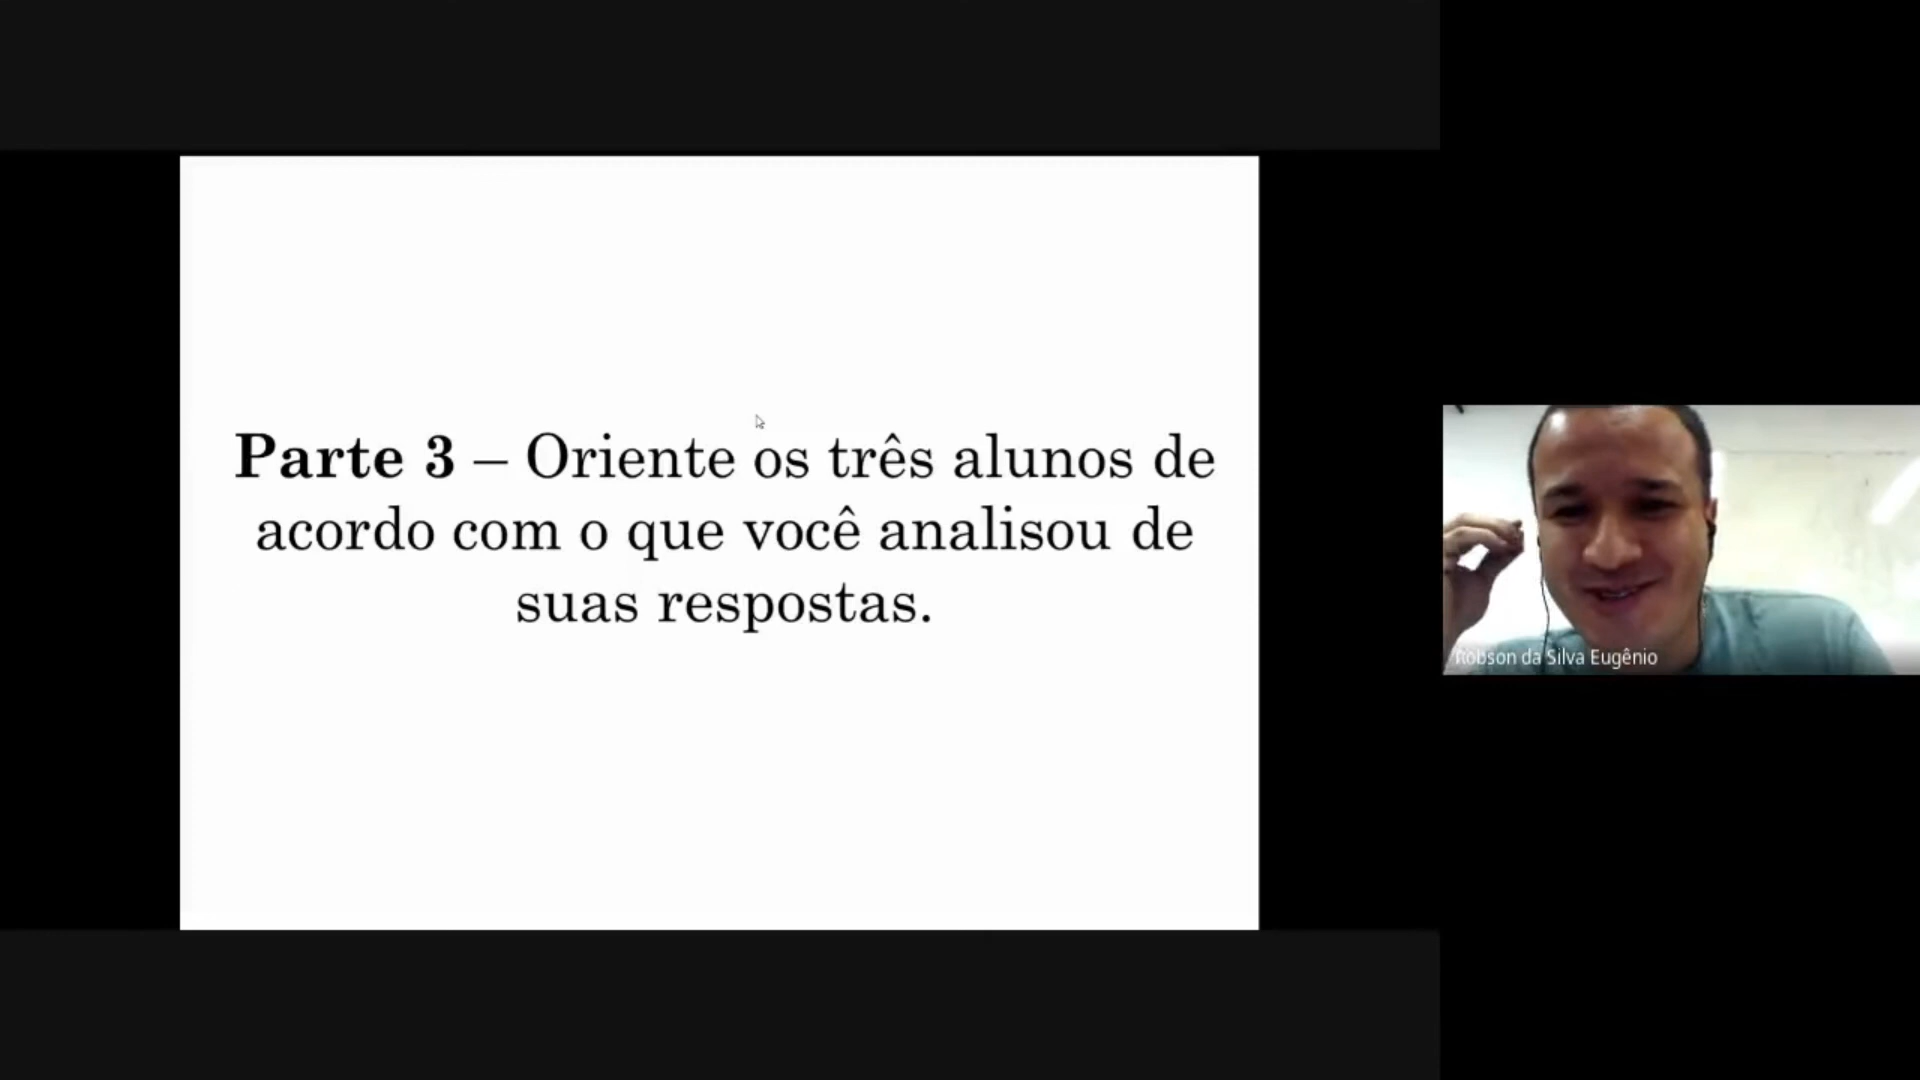 Parte 3 – Oriente os três alunos de
acordo com o que você analisou de
suas respostas.
Robson da Silva Eugênio